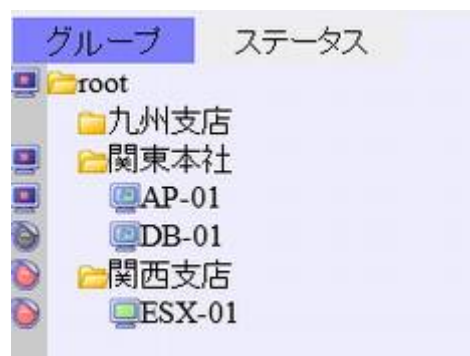 グループ ステータス
root
九州支店
関東本社
AP-01
DB-01
関西支店
ESX-01